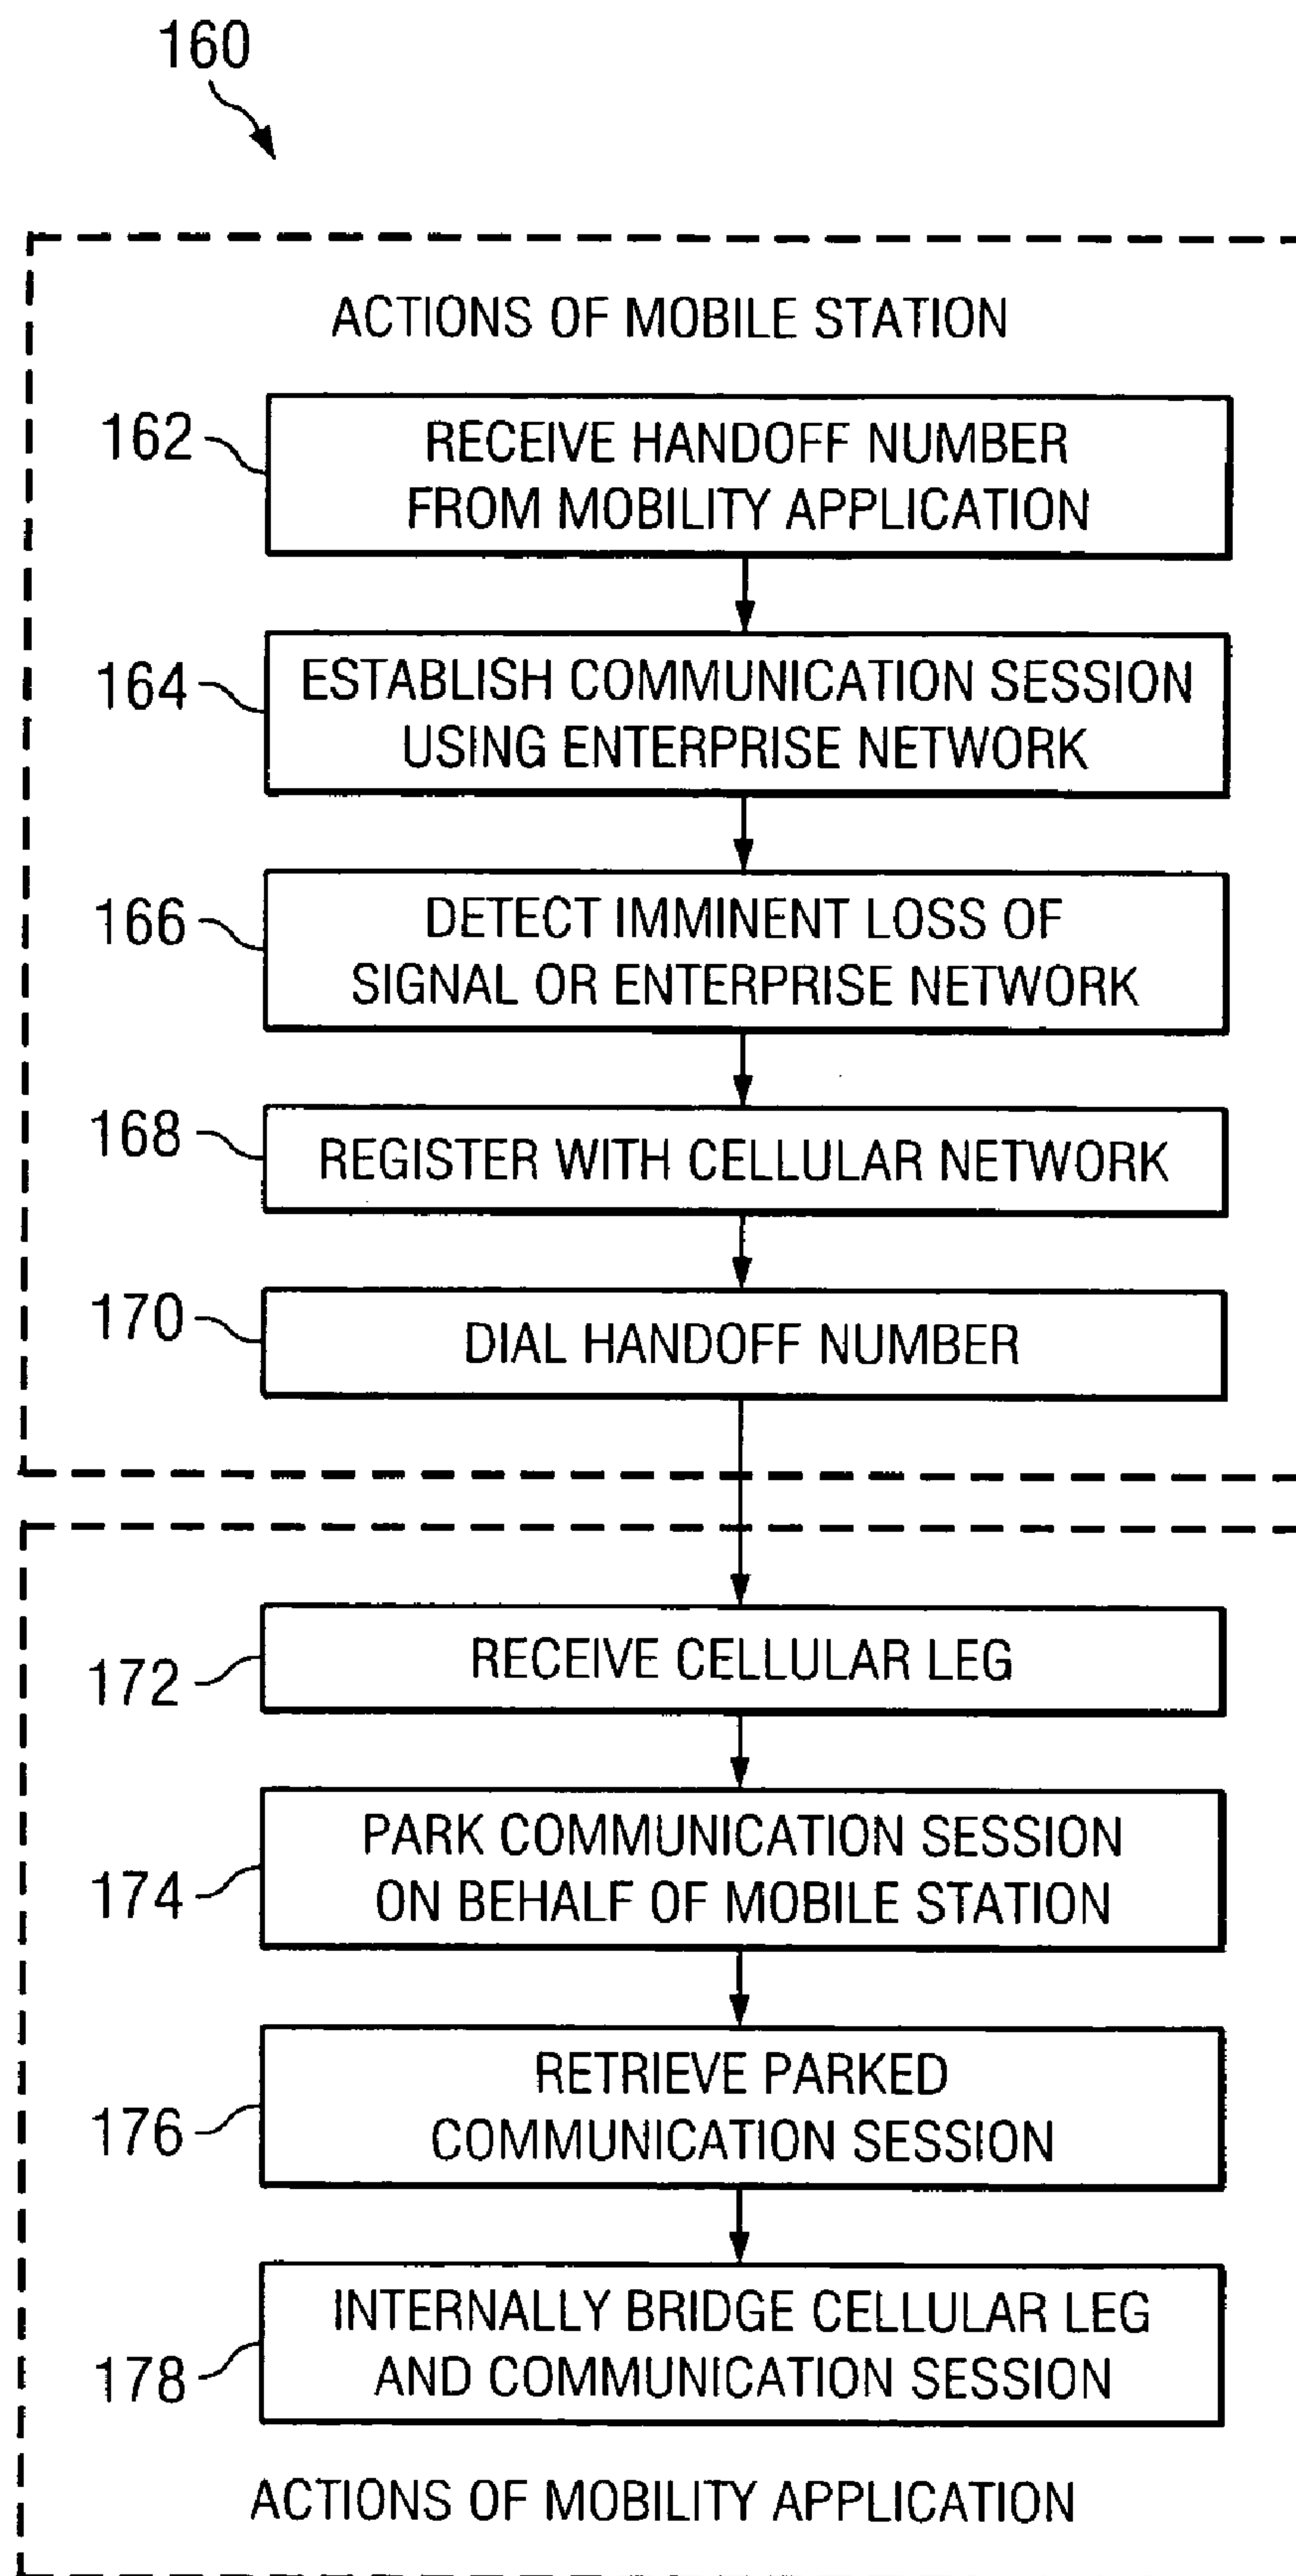 160
ACTIONS OF MOBILE STATION
162
RECEIVE HANDOFF NUMBER
FROM MOBILITY APPLICATION
164
ESTABLISH COMMUNICATION SESSION
USING ENTERPRISE NETWORK
166
DETECT IMMINENT LOSS OF
SIGNAL OR ENTERPRISE NETWORK
168
REGISTER WITH CELLULAR NETWORK
170
DIAL HANDOFF NUMBER
172
RECEIVE CELLULAR LEG
174
PARK COMMUNICATION SESSION
ON BEHALF OF MOBILE STATION
176
RETRIEVE PARKED
COMMUNICATION SESSION
178
INTERNALLY BRIDGE CELLULAR LEG
AND COMMUNICATION SESSION
ACTIONS OF MOBILITY APPLICATION